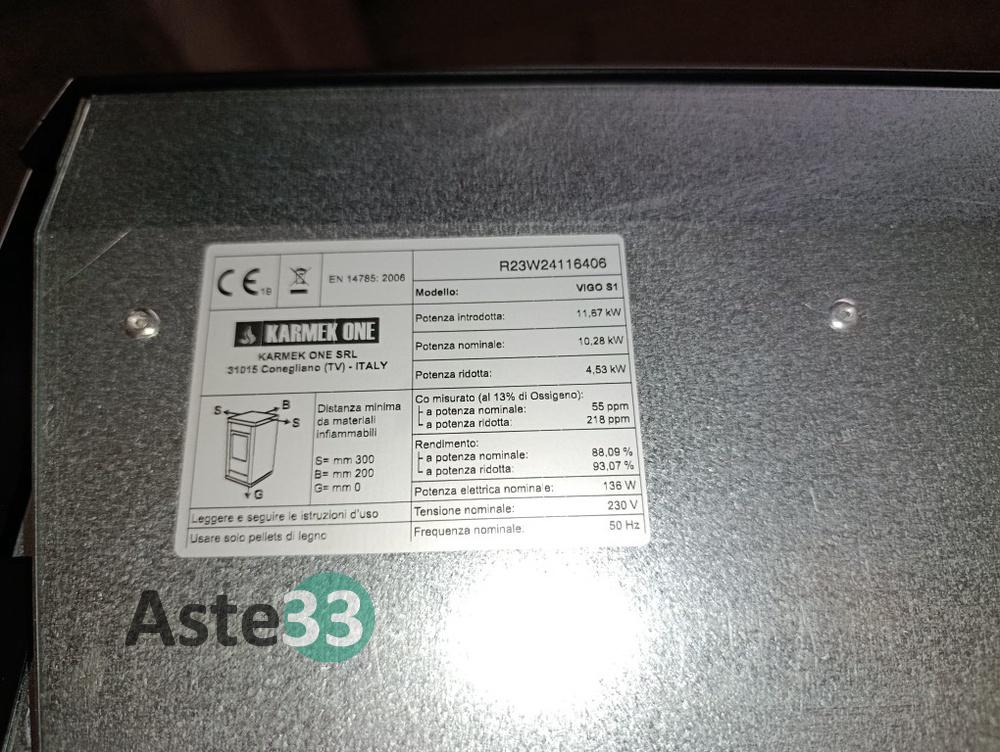 CE 19
EN 14785: 2006
KARMEK ONE
KARMEK ONE SRL
31015 Conegliano (TV) - ITALY
S B S G
Distanza minima
da materiali
infiammabili
S= mm 300
B= mm 200
G= mm 0
Leggere e seguire le istruzioni d'uso
Usare solo pellets di legno
R23W24116406
Modello: VIGO S1
Potenza introdotta: 11,67 kW
Potenza nominale: 10,28 kW
Potenza ridotta: 4,53 kW
Co misurato (al 13% di Ossigeno):
a potenza nominale: 55 ppm
a potenza ridotta: 218 ppm
Rendimento:
a potenza nominale: 88,09 %
a potenza ridotta: 93,07 %
Potenza elettrica nominale: 136 W
Tensione nominale: 230 V
Frequenza nominale: 50 Hz
Aste33